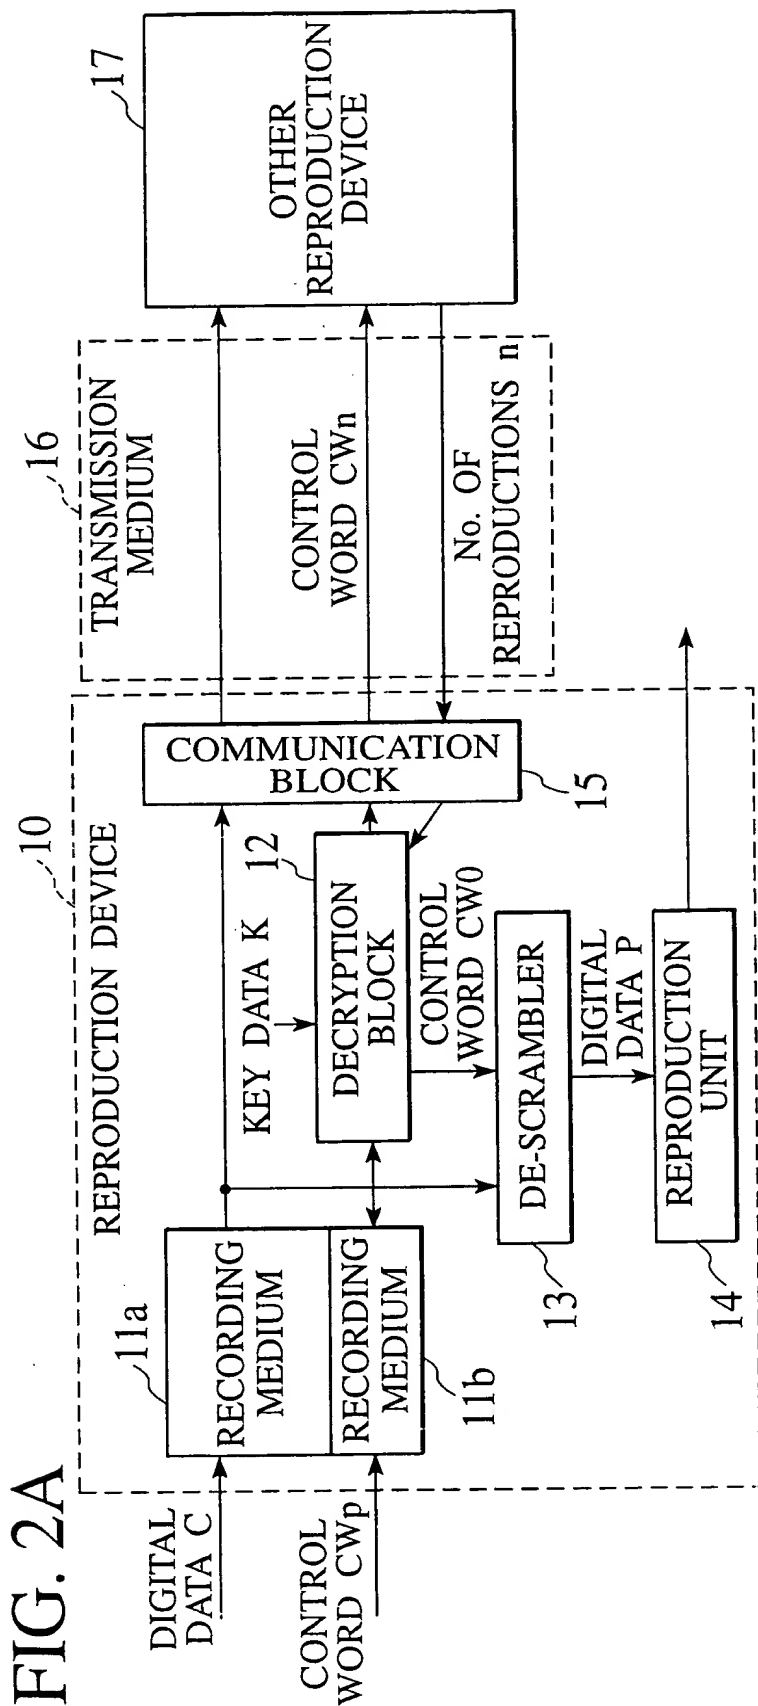 FIG. 2A
DIGITAL
DATA C
CONTROL
WORD CWp
10
REPRODUCTION DEVICE
11a
RECORDING
MEDIUM
RECORDING
MEDIUM
11b
KEY DATA K
12
DECRYPTION
BLOCK
CONTROL
WORD CW0
13
DE-SCRAMBLER
DIGITAL
DATA P
14
REPRODUCTION
UNIT
COMMUNICATION
BLOCK
15
16
TRANSMISSION
MEDIUM
CONTROL
WORD CWn
No. OF
REPRODUCTIONS n
17
OTHER
REPRODUCTION
DEVICE